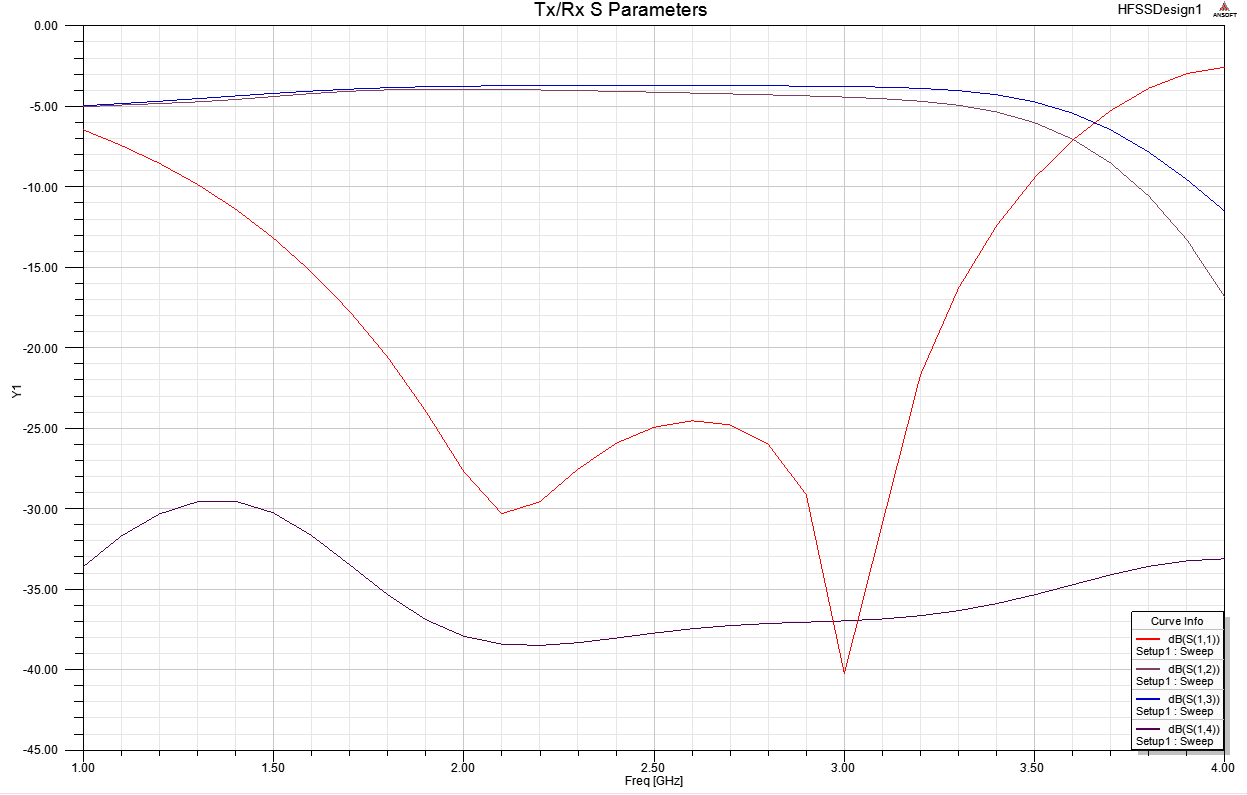 Tx/Rx S Parameters
HFSSDesign1
ANSOFT
0.00
-5.00
-10.00
-15.00
-20.00
-25.00
-30.00
-35.00
-40.00
-45.00
Y1
1.00 1.50 2.00 2.50 3.00 3.50 4.00
Freq [GHz]
Curve Info
dB(S(1,1))
Setup1 : Sweep
dB(S(1,2))
Setup1 : Sweep
dB(S(1,3))
Setup1 : Sweep
dB(S(1,4))
Setup1 : Sweep